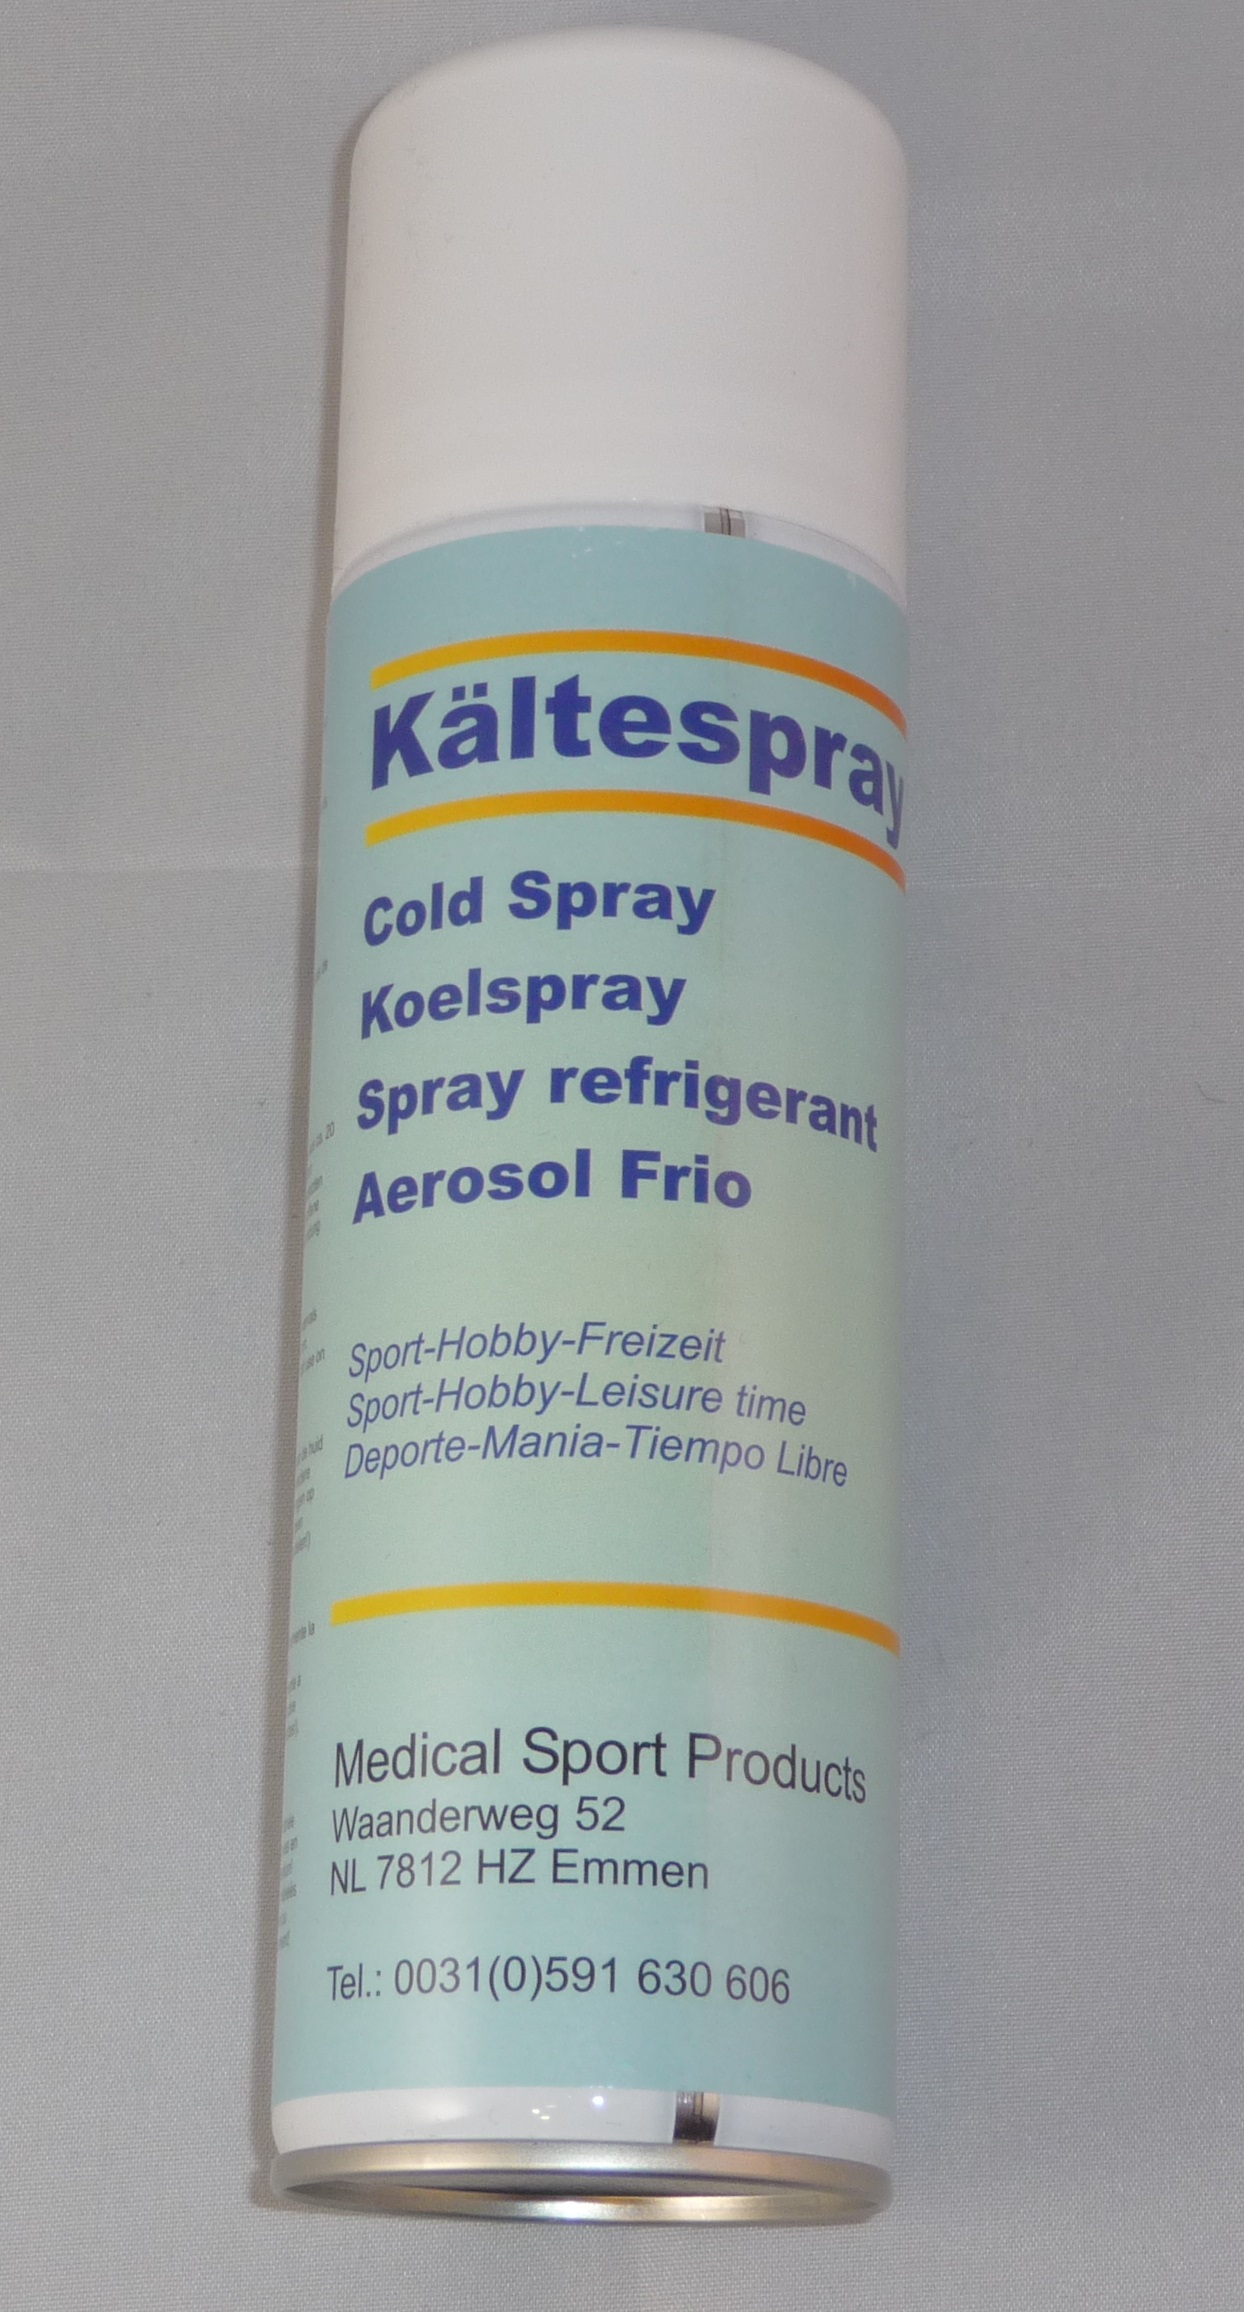 Kältespray
Cold Spray
Koelspray
Spray refrigerant
Aerosol Frio
Sport-Hobby-Freizeit
Sport-Hobby-Leisure time
Deporte-Mania-Tiempo Libre
Medical Sport Products
Waanderweg 52
NL 7812 HZ Emmen
Tel.: 0031(0)591 630 606